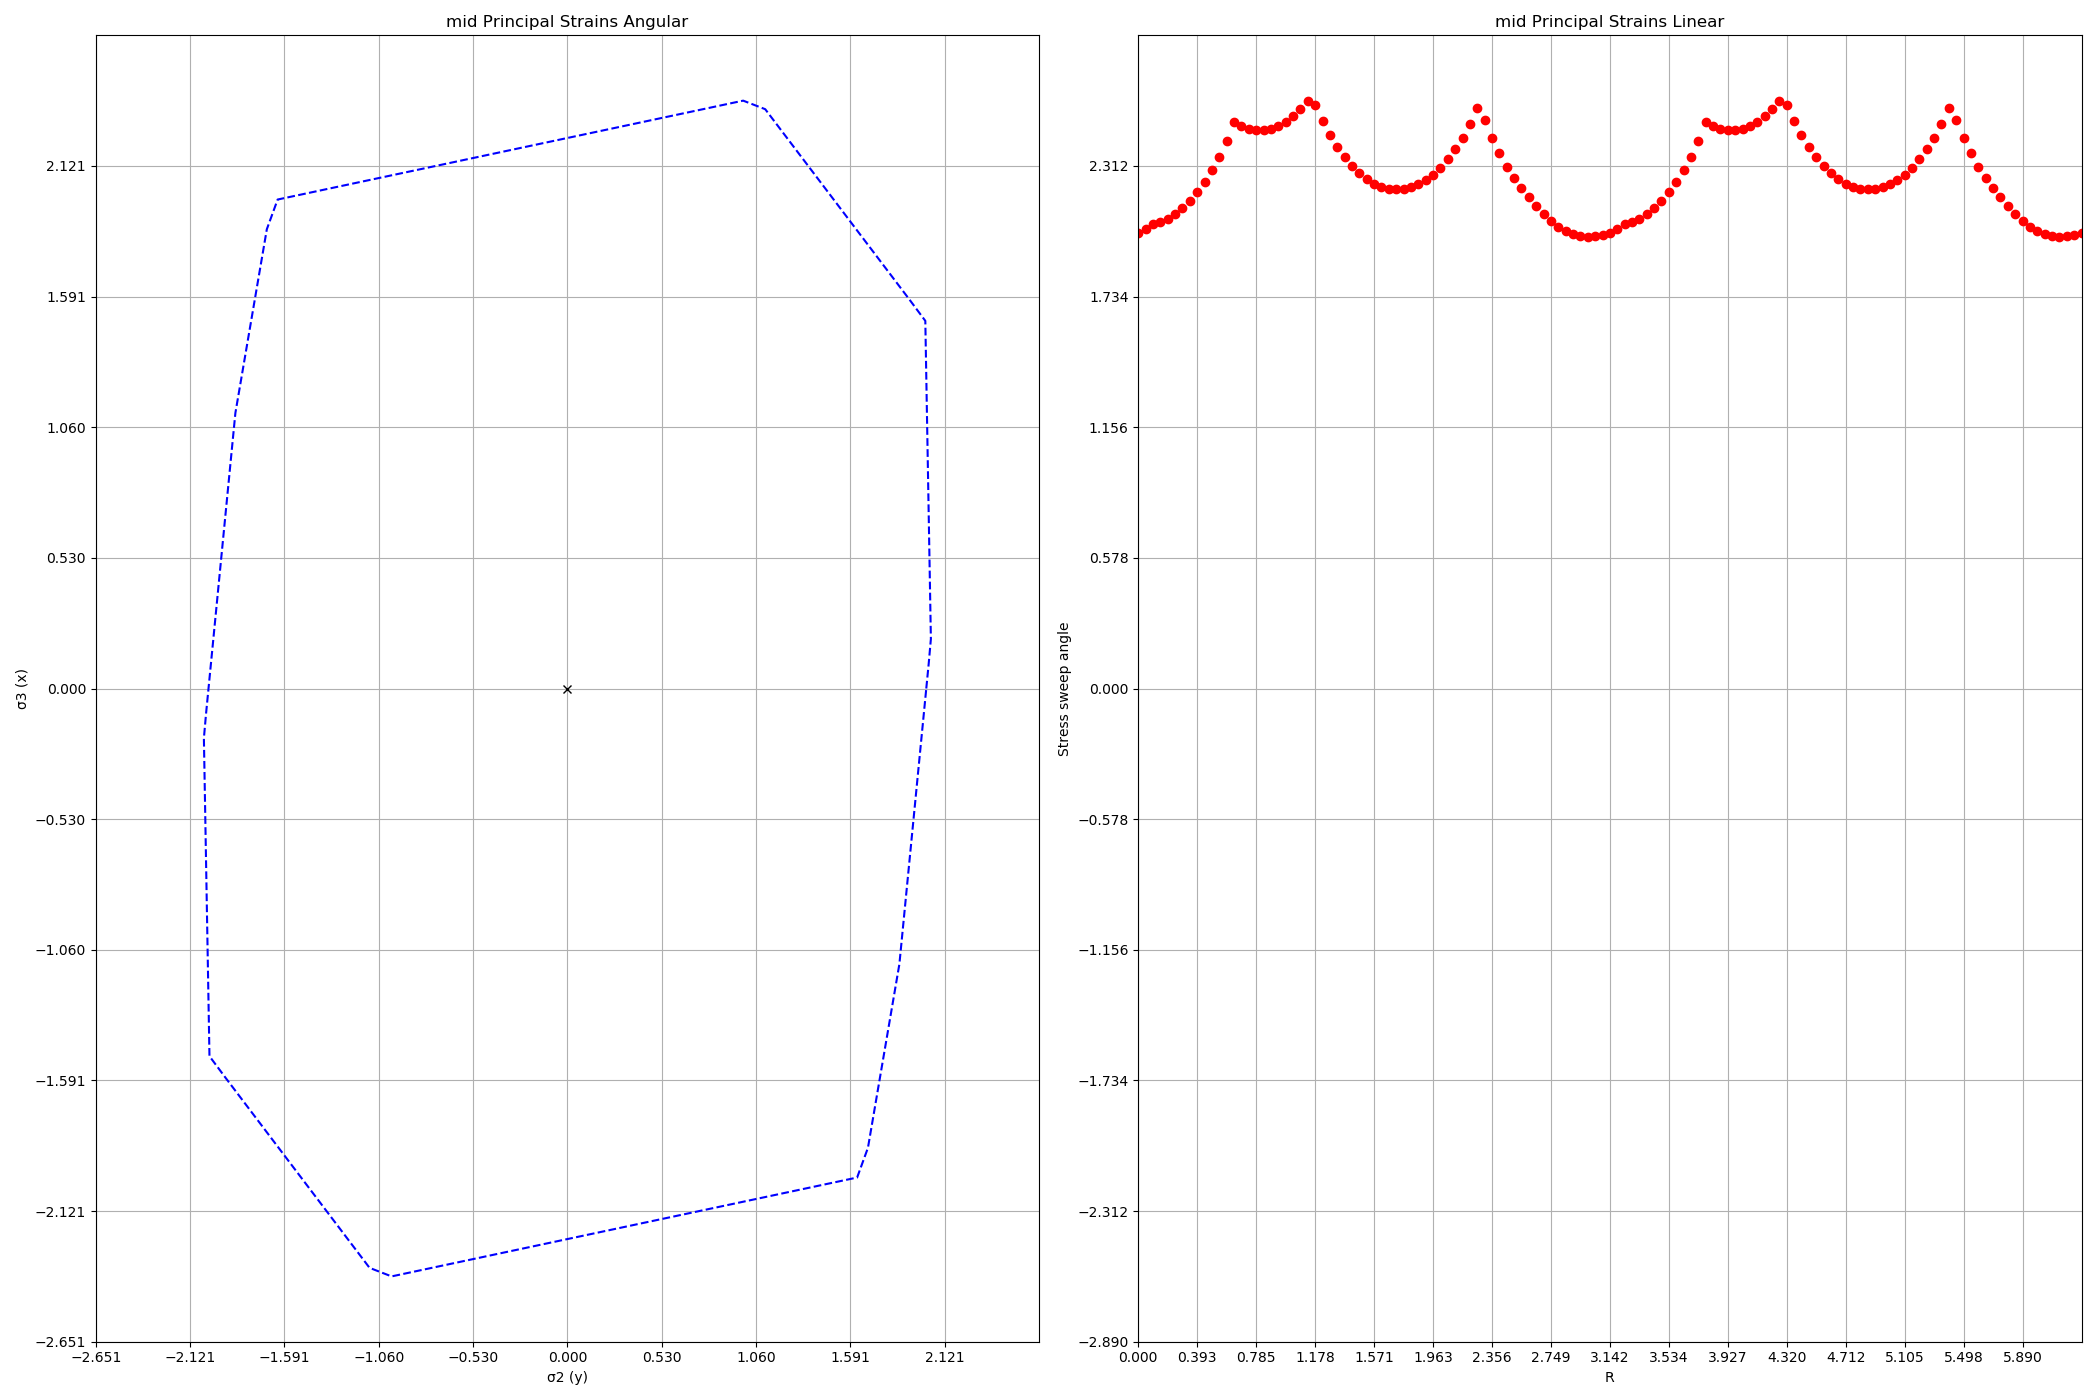 mid Principal Strains Angular
2.121
1.591
1.060
0.530
0.000
−0.530
−1.060
−1.591
−2.121
−2.651
σ3 (x)
−2.651 −2.121 −1.591 −1.060 −0.530 0.000 0.530 1.060 1.591 2.121
σ2 (y)
mid Principal Strains Linear
2.312
1.734
1.156
0.578
0.000
−0.578
−1.156
−1.734
−2.312
−2.890
Stress sweep angle
0.000 0.393 0.785 1.178 1.571 1.963 2.356 2.749 3.142 3.534 3.927 4.320 4.712 5.105 5.498 5.890
R